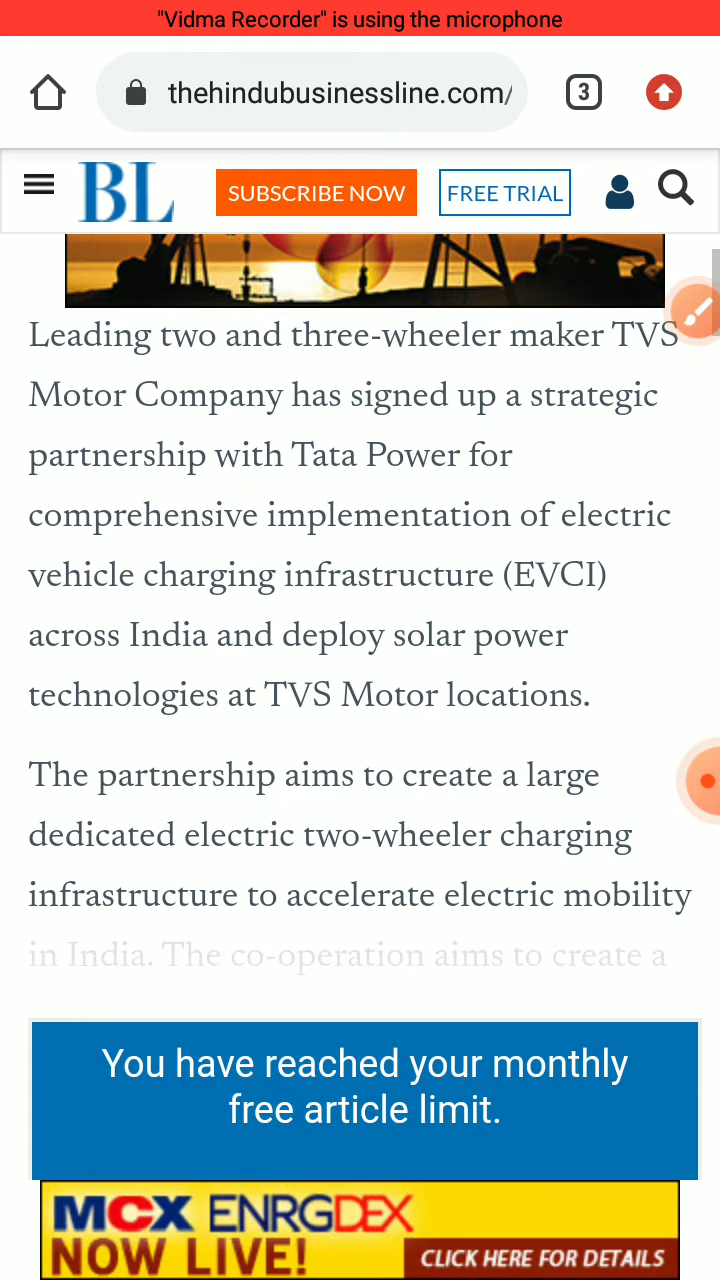 "Vidma Recorder" is using the microphone
thehindubusinessline.com/
3
BL
SUBSCRIBE NOW
FREE TRIAL
Leading two and three-wheeler maker TVS
Motor Company has signed up a strategic
partnership with Tata Power for
comprehensive implementation of electric
vehicle charging infrastructure (EVCI)
across India and deploy solar power
technologies at TVS Motor locations.
The partnership aims to create a large
dedicated electric two-wheeler charging
infrastructure to accelerate electric mobility
in India. The co-operation aims to create a
You have reached your monthly
free article limit.
MCX ENRGDEX
NOW LIVE!
CLICK HERE FOR DETAILS